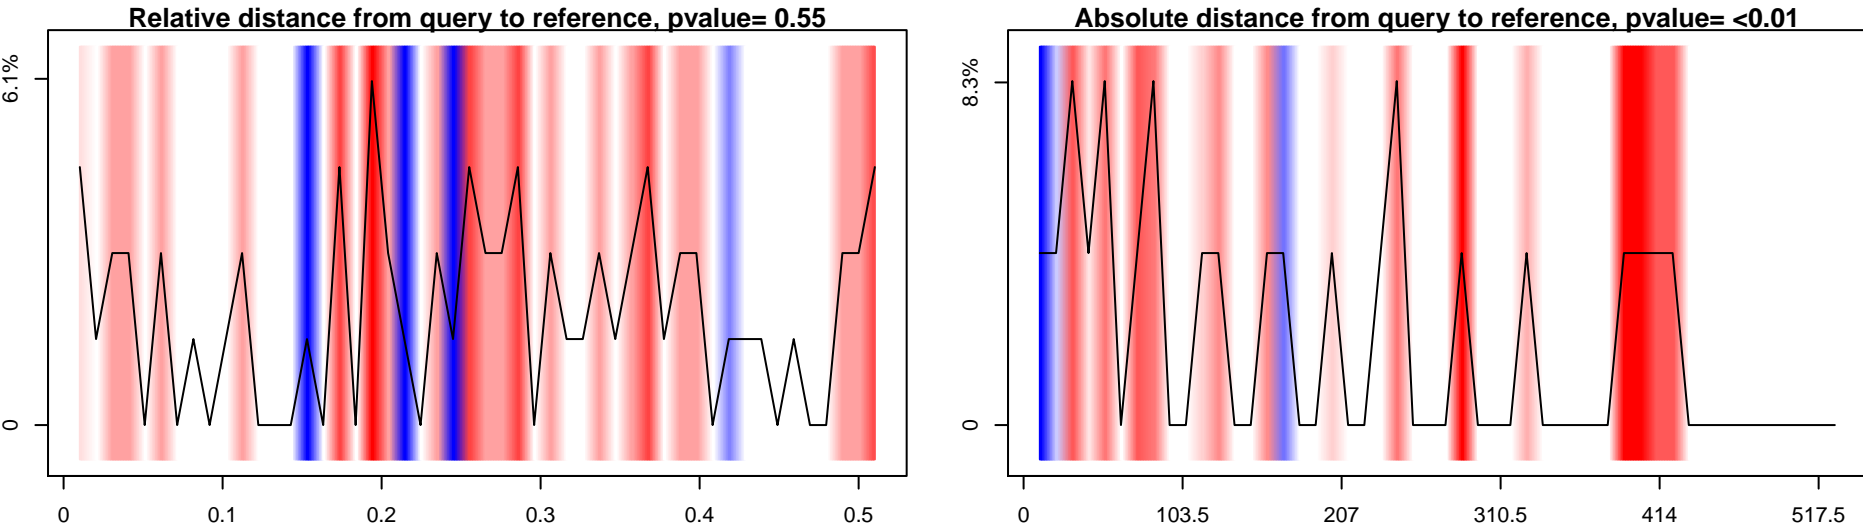 Relative distance from query to reference, pvalue= 0.55
6.1%
0
0 0.1 0.2 0.3 0.4 0.5
Absolute distance from query to reference, pvalue= <0.01
8.3%
0
0 103.5 207 310.5 414 517.5